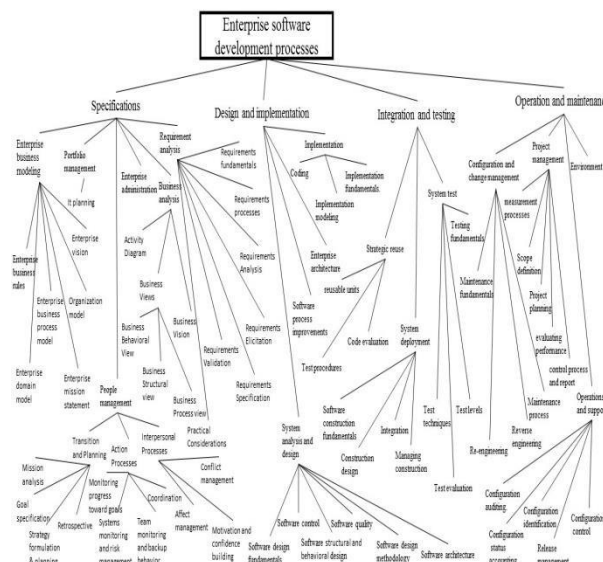 Enterprise software
development processes
Specifications
Design and implementation
Integration and testing
Operation and maintenanc
Enterprise
business
modeling
Portfolio
management
Requirement
analysis
Requirements
fundamentals
Implementation
Coding
Implementation
fundamentals.
Implementation
modeling
Configuration and
change management
Project
management
Environment
It planning
Enterprise
administration
Business
analysis
Requirements
processes
System test
measurement
processes
Enterprise
vision
Activity
Diagram
Enterprise
architecture
Strategic reuse
Testing
fundamentals
Scope
definition
Enterprise
business
rules
Requirements
Analysis
reusable units
Maintenance
fundamentals
Project
planning
Enterprise
business
process
model
Organization
model
Business
Views
Business
Vision
Software
process
improvements
Code evaluation
System
deployment
evaluating
performance
Business
Behavioral
View
Requirements
Elicitation
Test procedures
control process
and report
Enterprise
domain
model
Enterprise
mission
statement
Business
Structural
view
Requirements
Validation
Requirements
Specification
People
management
Business
Process view
Practical
Considerations
Software
construction
fundamentals
Integration
Construction
design
Managing
construction
Test
techniques
Test levels
Maintenance
process
Operations
and suppo
Reverse
engineering
Re-engineering
Test evaluation
System
analysis and
design
Transition
and Planning
Action
Processes
Interpersonal
Processes
Conflict
management
Mission
analysis
Goal
specification
Strategy
formulation
& planning
Retrospective
Monitoring
progress
toward goals
Systems
monitoring
and risk
management
Coordination
Team
monitoring
and backup
behavior
Affect
management
Motivation and
confidence
building
Software control
Software quality
Software design
fundamentals
Software structural and
behavioral design
Software design
methodology
Software architecture
Configuration
auditing
Configuration
status
accounting
Configuration
identification
Release
management
Configuration
control